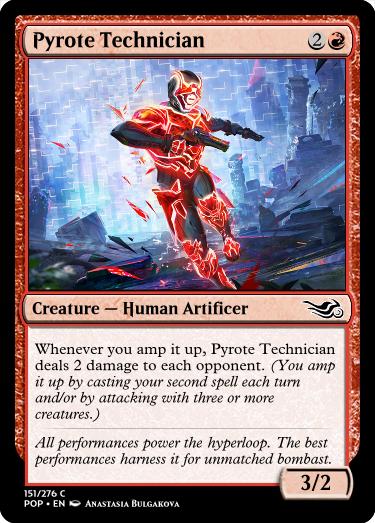 Pyrote Technician 2
Creature — Human Artificer
Whenever you amp it up, Pyrote Technician
deals 2 damage to each opponent. (You amp
it up by casting your second spell each turn
and/or by attacking with three or more
creatures.)
All performances power the hyperloop. The best
performances harness it for unmatched bombast.
3/2
151/276 C
POP • EN Anastasia Bulgakova